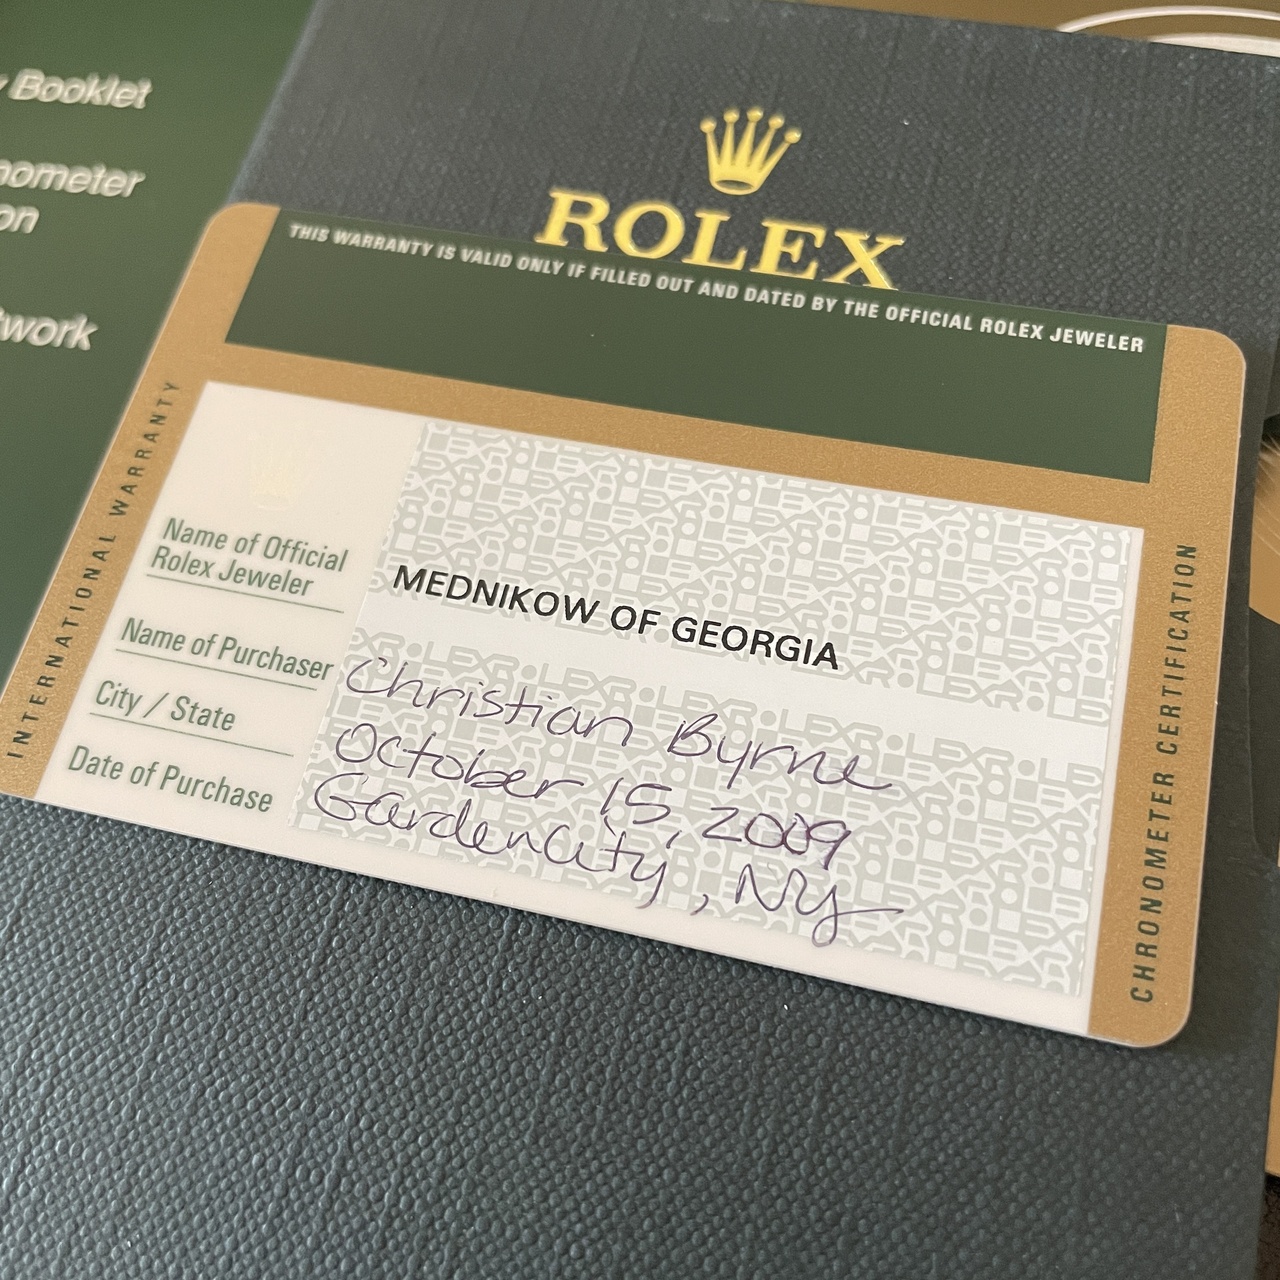 y Booklet
nometer
on
twork
ROLEX
THIS WARRANTY IS VALID ONLY IF FILLED OUT AND DATED BY THE OFFICIAL ROLEX JEWELER
INTERNATIONAL WARRANTY
Name of Official
Rolex Jeweler
MEDNIKOW OF GEORGIA
Name of Purchaser
Christian Byrne
City / State
October 15, 2009
Date of Purchase
Garden City, NY
CHRONOMETER CERTIFICATION